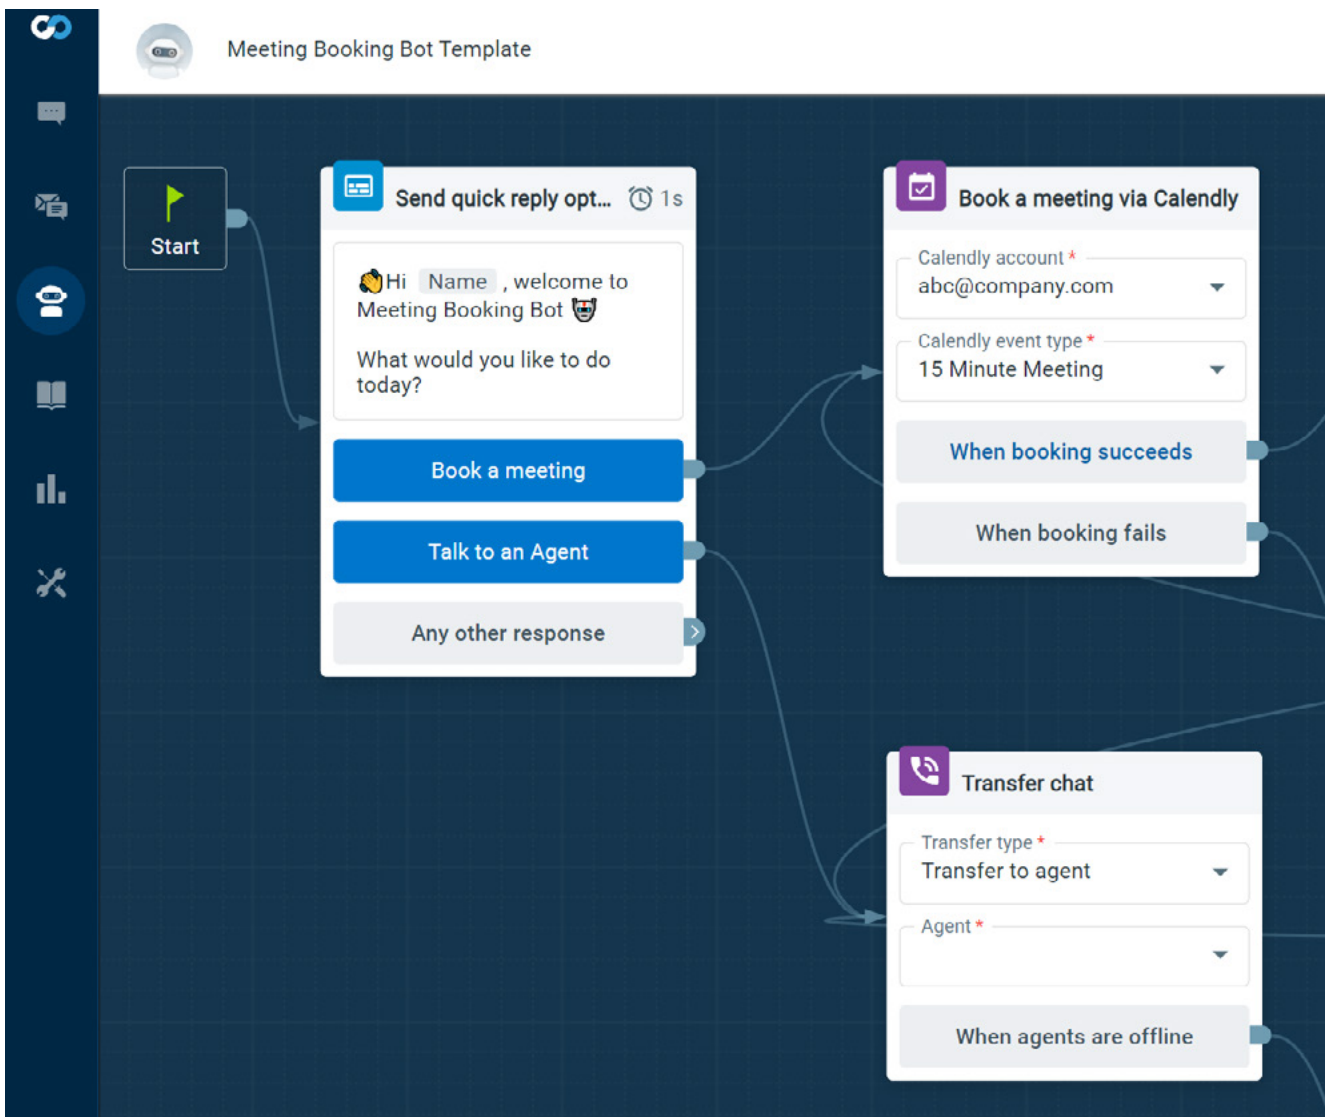 Meeting Booking Bot Template
Start
Send quick reply opt... 1s
👏Hi Name , welcome to
Meeting Booking Bot 🤖
What would you like to do
today?
Book a meeting
Talk to an Agent
Any other response
Book a meeting via Calendly
Calendly account *
abc@company.com
Calendly event type *
15 Minute Meeting
When booking succeeds
When booking fails
Transfer chat
Transfer type *
Transfer to agent
Agent *
When agents are offline